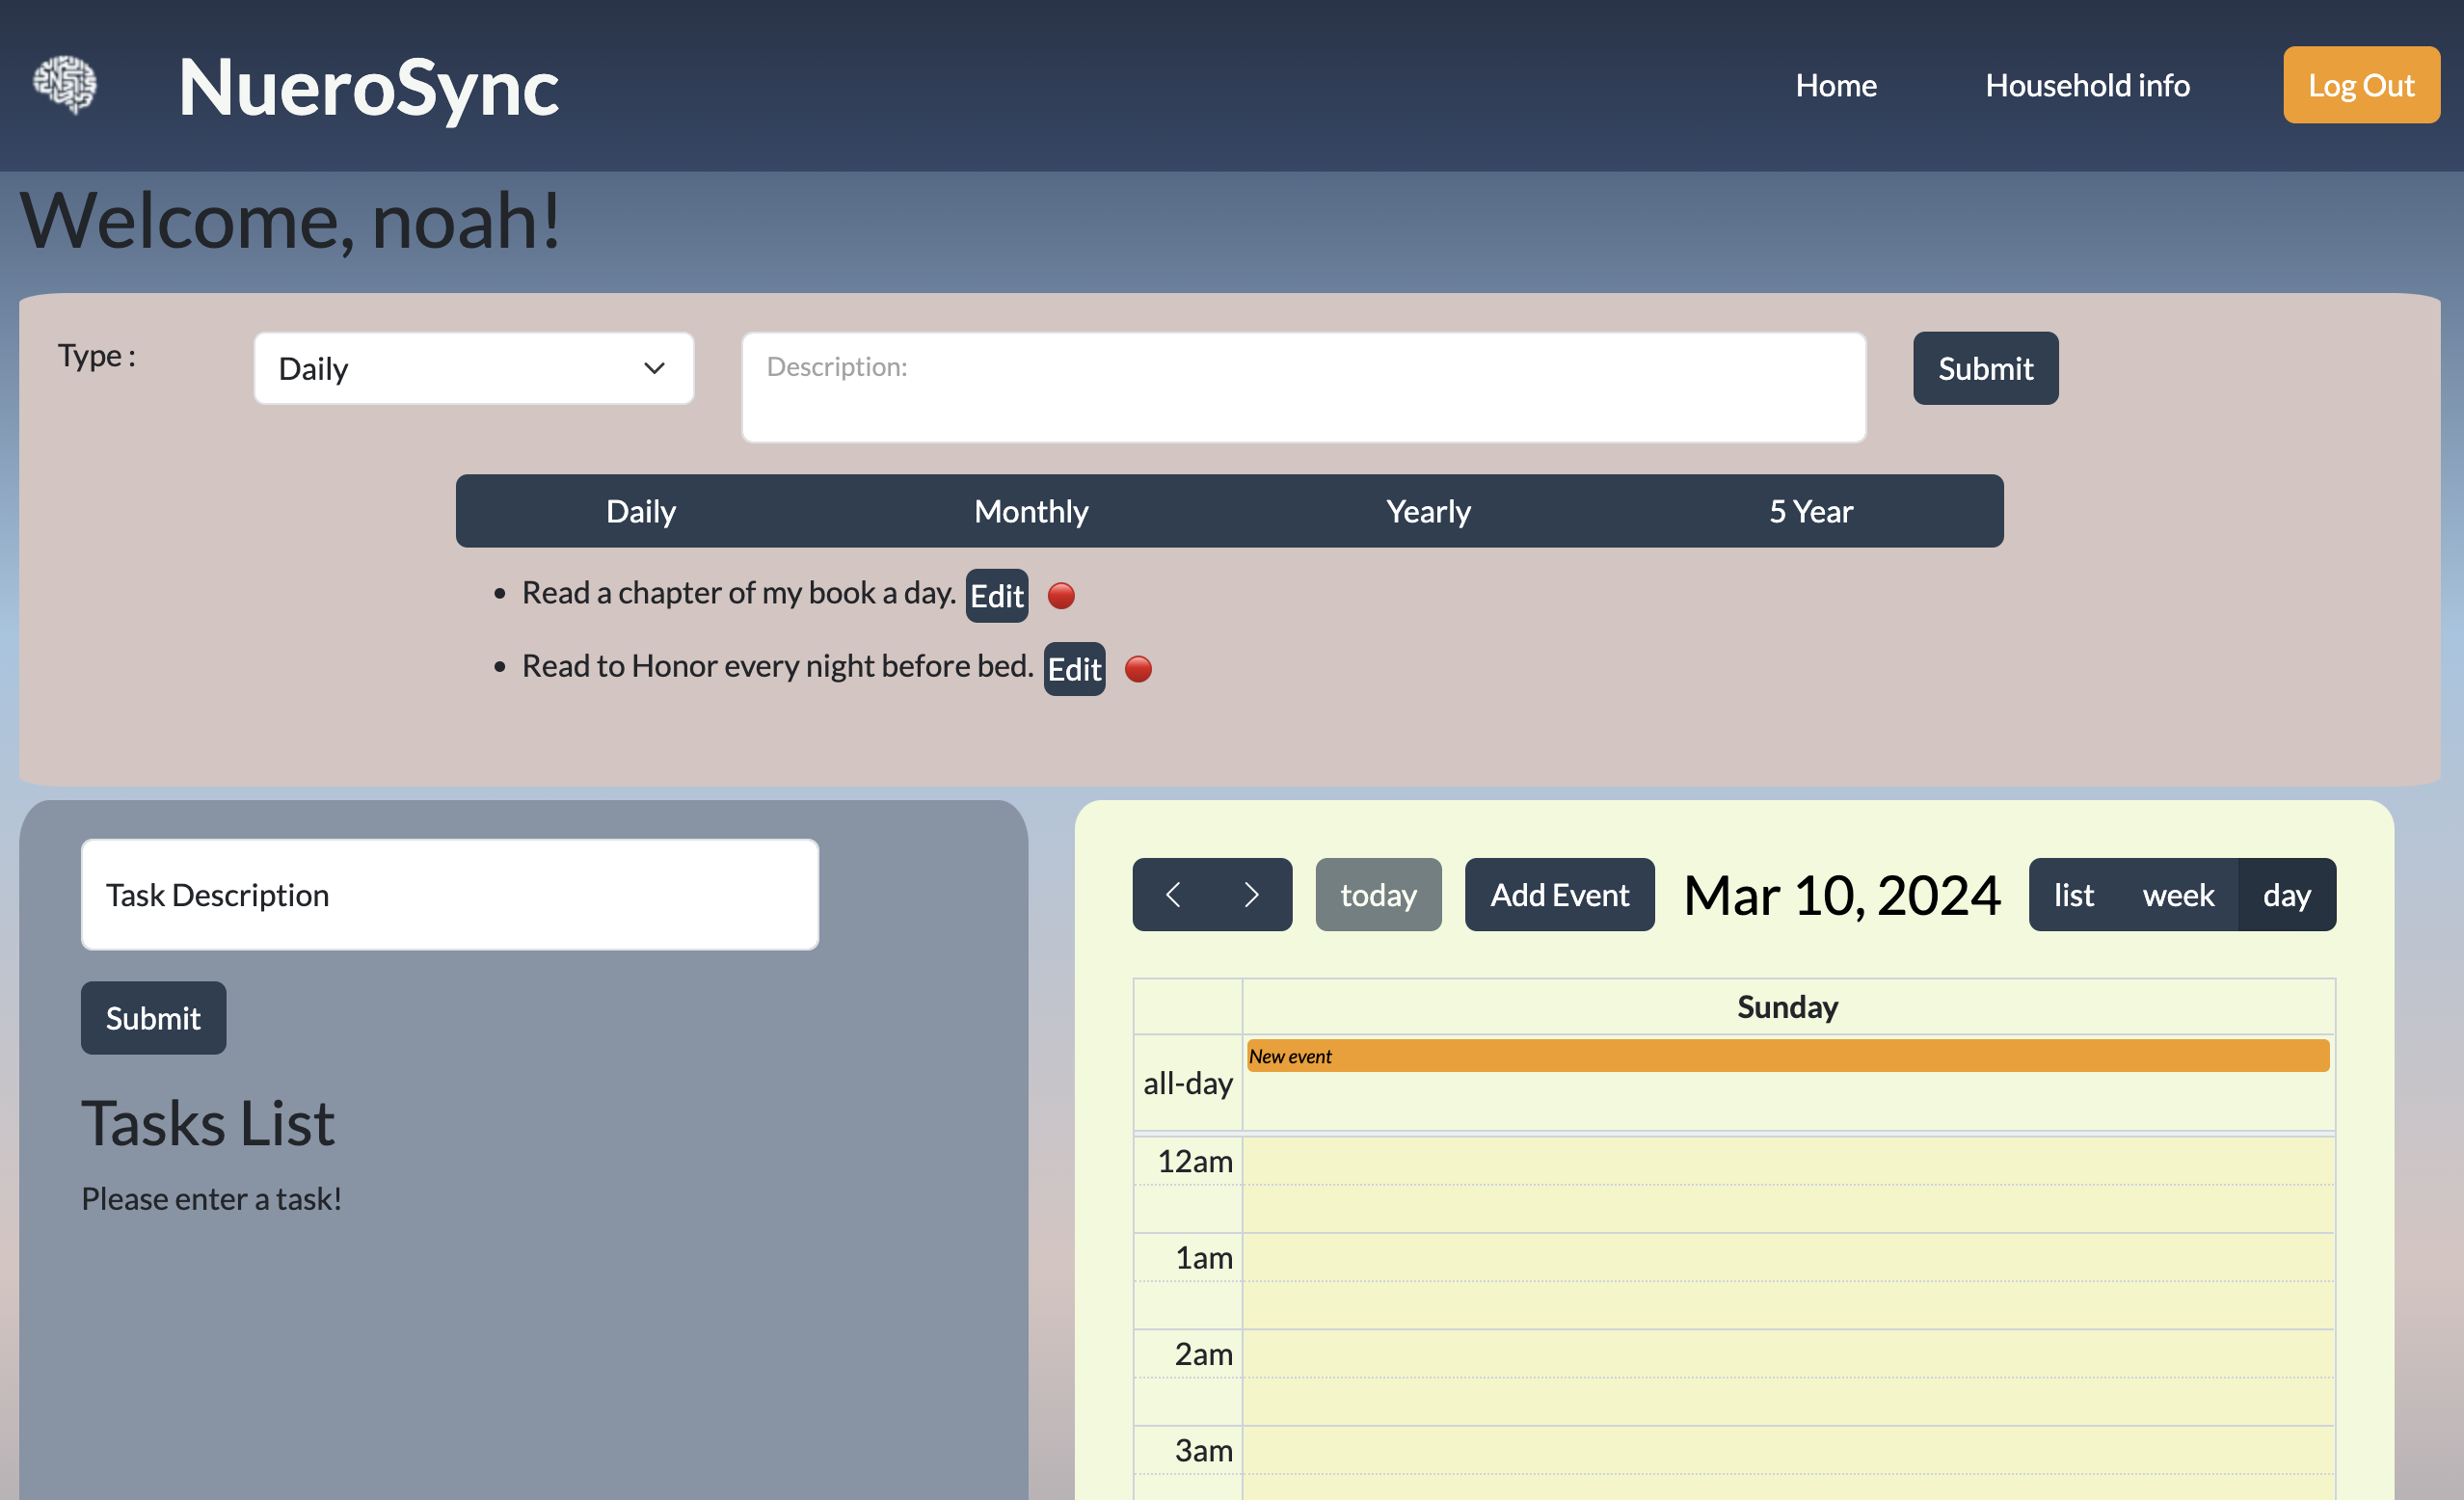 NS
NueroSync
Home
Household info
Log Out
Welcome, noah!
Type :
Daily
Description:
Submit
Daily
Monthly
Yearly
5 Year
Read a chapter of my book a day.
Edit
Read to Honor every night before bed.
Edit
Task Description
Submit
Tasks List
Please enter a task!
today
Add Event
Mar 10, 2024
list
week
day
Sunday
all-day
New event
12am
1am
2am
3am